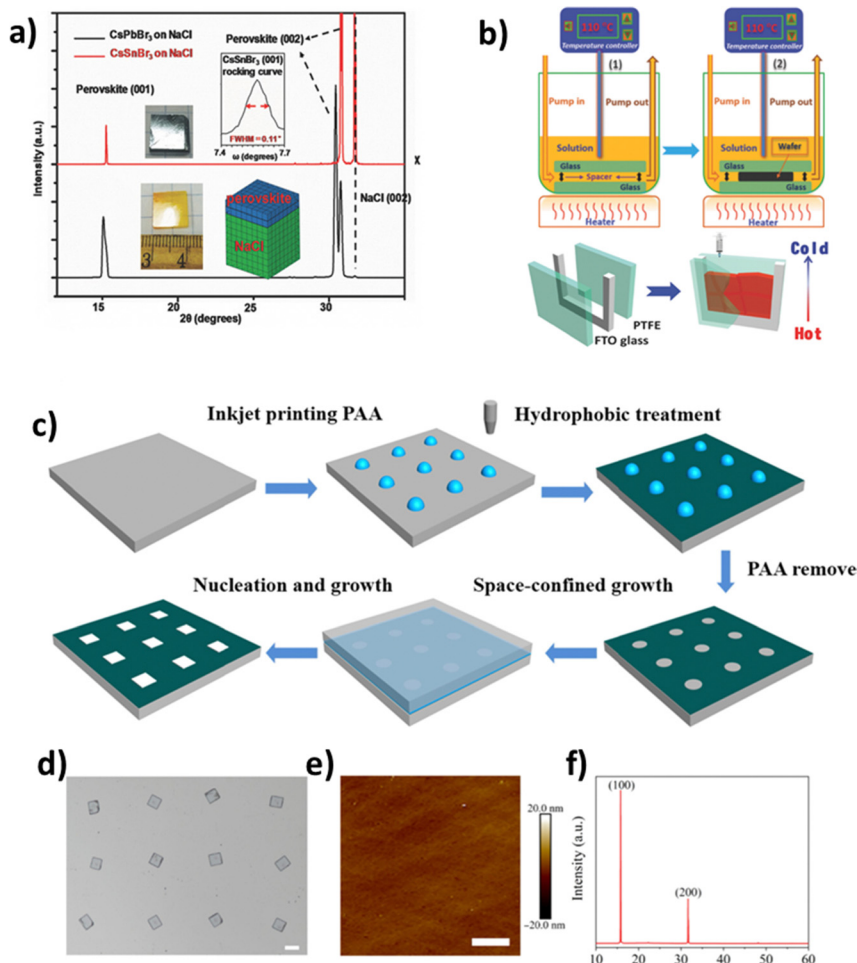 a)
CsPbBr3 on NaCl
CsSnBr3 on NaCl
Perovskite (002)
Perovskite (001)
CsSnBr3 (001)
rocking curve
FWHM = 0.11°
7.4
7.7
ω (degrees)
Intensity (a.u.)
X
NaCl (002)
perovskite
NaCl
3
4
15
20
25
30
2θ (degrees)
b)
110 °C
Temperature controller
(1)
Pump in
Pump out
Solution
Glass
Spacer
Glass
Heater
110 °C
Temperature controller
(2)
Pump in
Pump out
Solution
Wafer
Glass
Glass
Heater
PTFE
FTO glass
Cold
Hot
c)
Inkjet printing PAA
Hydrophobic treatment
PAA remove
Space-confined growth
Nucleation and growth
d)
e)
20.0 nm
−20.0 nm
f)
(100)
(200)
Intensity (a.u.)
10
20
30
40
50
60